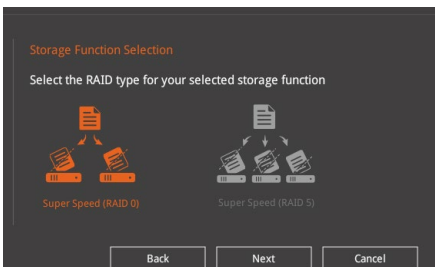 Storage Function Selection
Select the RAID type for your selected storage function
Super Speed (RAID 0)
Super Speed (RAID 5)
Back
Next
Cancel